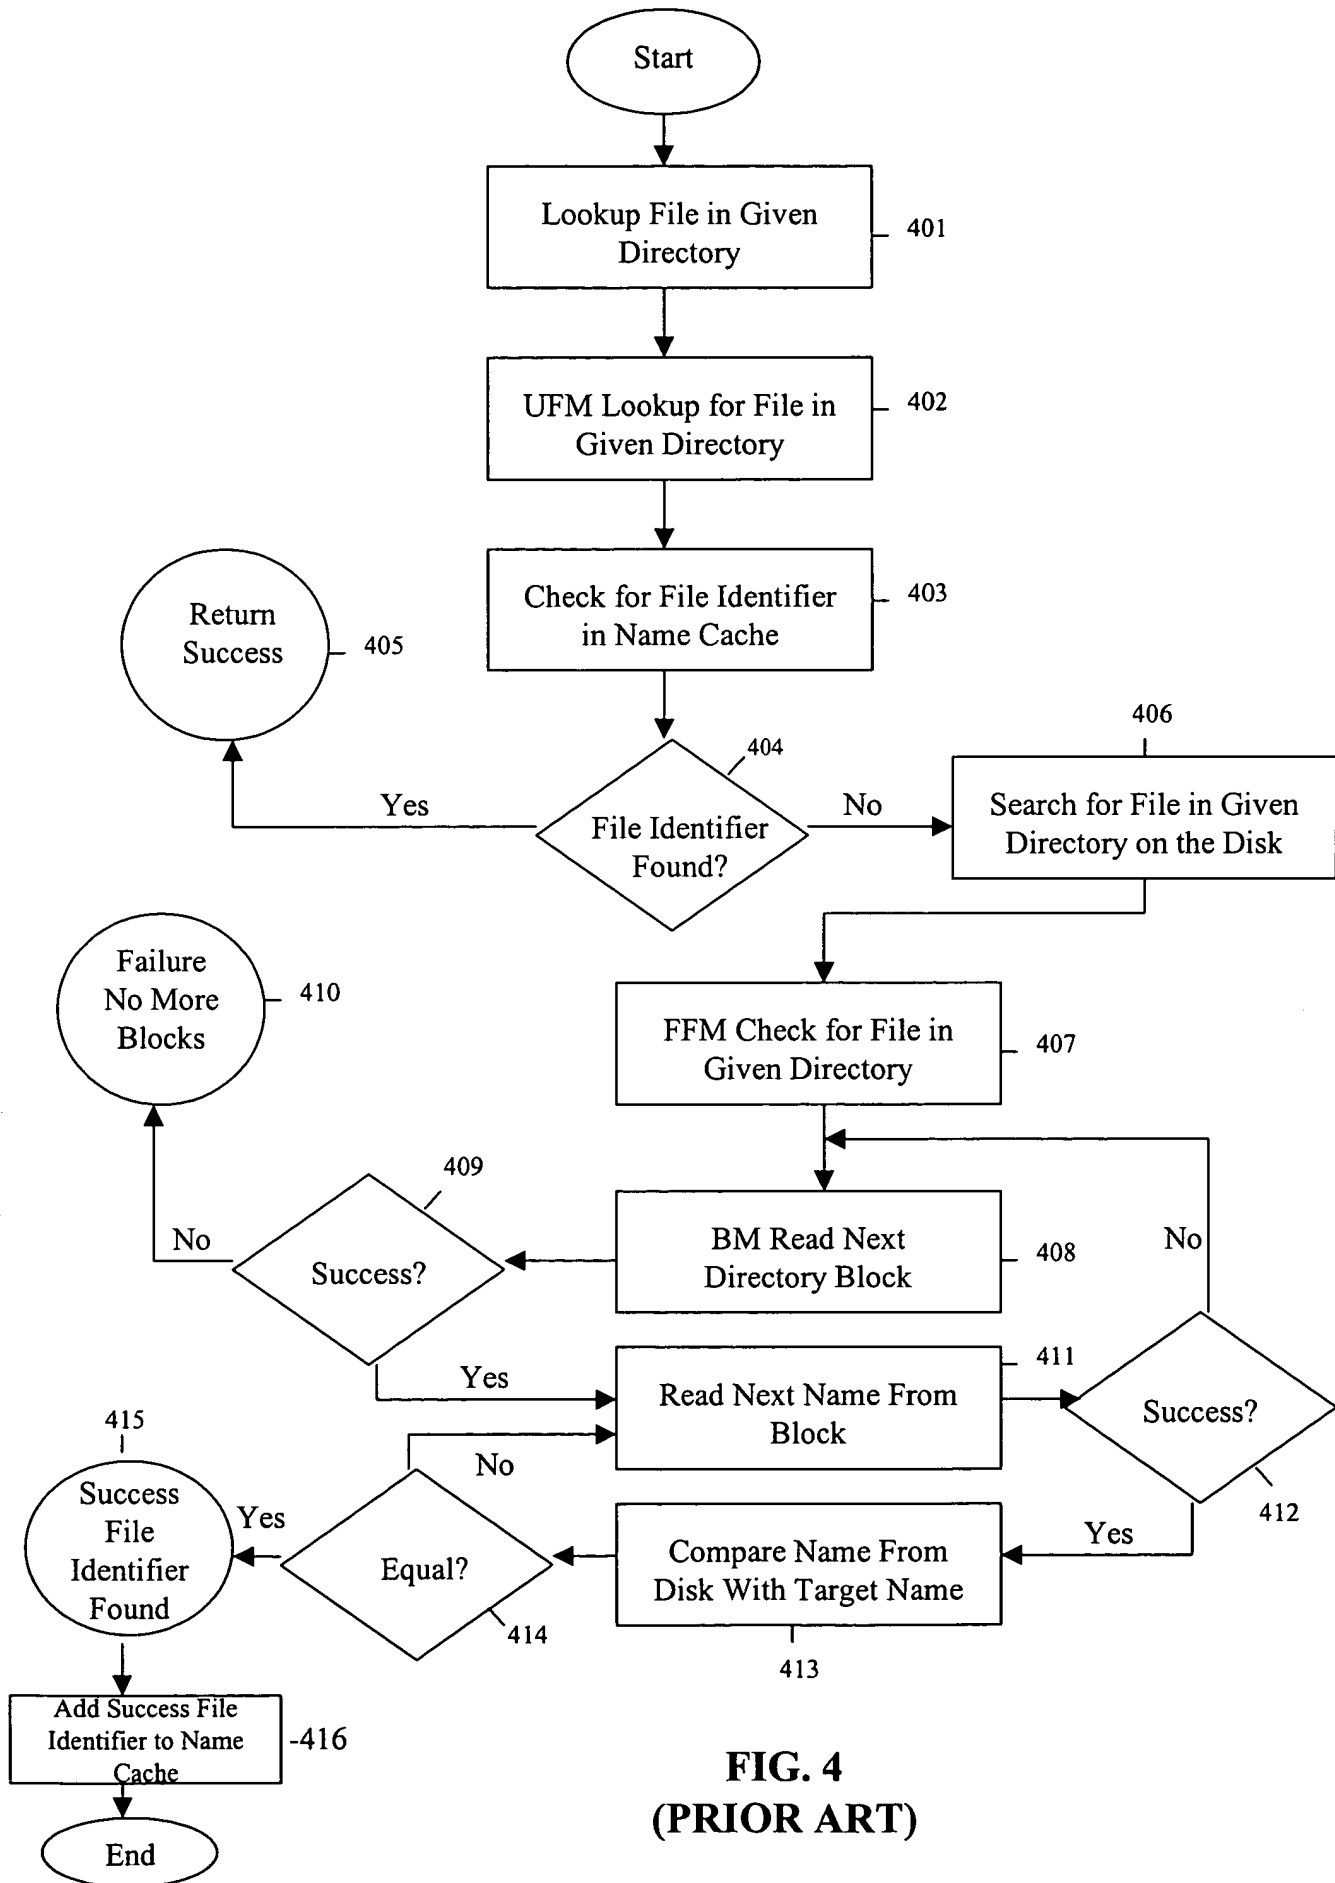 Start
Lookup File in Given
Directory
401
UFM Lookup for File in
Given Directory
402
Check for File Identifier
in Name Cache
403
Return
Success
405
404
File Identifier
Found?
Yes
No
406
Search for File in Given
Directory on the Disk
Failure
No More
Blocks
410
FFM Check for File in
Given Directory
407
409
Success?
No
BM Read Next
Directory Block
408
No
Yes
Read Next Name From
Block
411
Success?
412
415
Success
File
Identifier
Found
Yes
No
Equal?
414
Compare Name From
Disk With Target Name
Yes
413
Add Success File
Identifier to Name
Cache
-416
End
FIG. 4
(PRIOR ART)